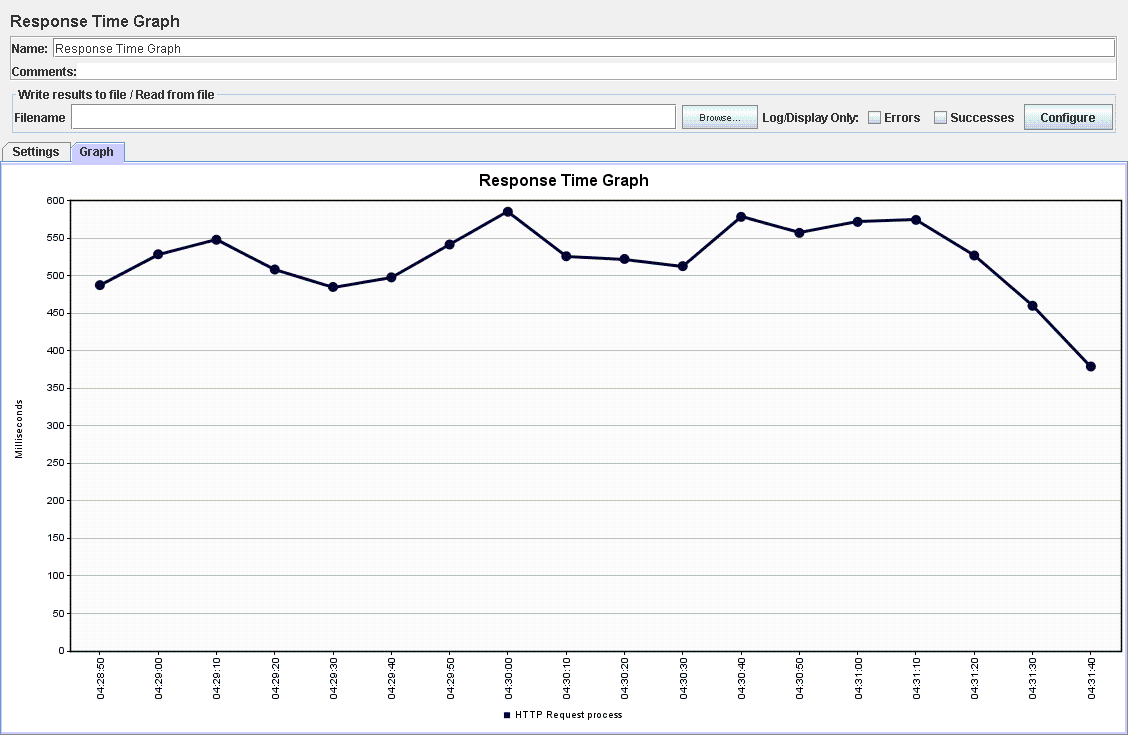 Response Time Graph
Name: Response Time Graph
Comments:
Write results to file / Read from file
Filename Browse... Log/Display Only: Errors Successes Configure
Settings Graph
Response Time Graph
600
550
500
450
400
350
300
250
200
150
100
50
0
Milliseconds
04:28:50 04:29:00 04:29:10 04:29:20 04:29:30 04:29:40 04:29:50 04:30:00 04:30:10 04:30:20 04:30:30 04:30:40 04:30:50 04:31:00 04:31:10 04:31:20 04:31:30 04:31:40
HTTP Request process